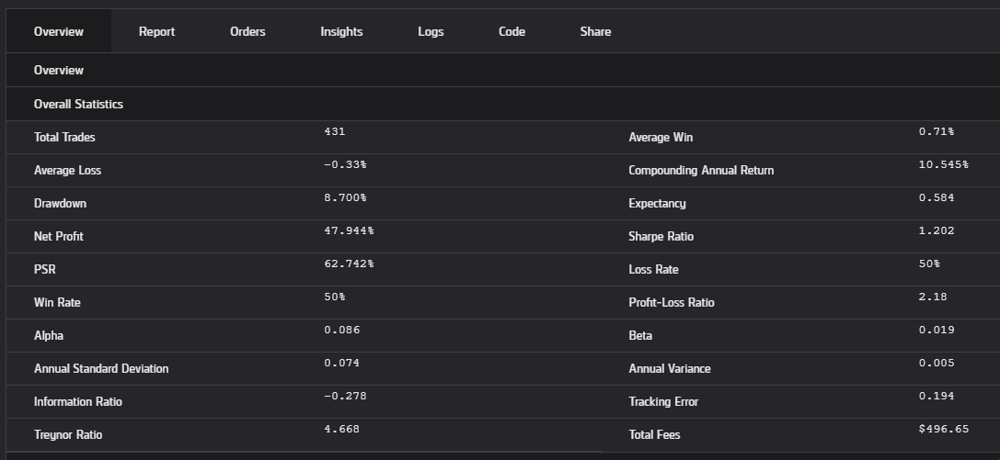 Overview Report Orders Insights Logs Code Share
Overview
Overall Statistics
Total Trades 431 Average Win 0.71%
Average Loss -0.33% Compounding Annual Return 10.545%
Drawdown 8.700% Expectancy 0.584
Net Profit 47.944% Sharpe Ratio 1.202
PSR 62.742% Loss Rate 50%
Win Rate 50% Profit-Loss Ratio 2.18
Alpha 0.086 Beta 0.019
Annual Standard Deviation 0.074 Annual Variance 0.005
Information Ratio -0.278 Tracking Error 0.194
Treynor Ratio 4.668 Total Fees $496.65